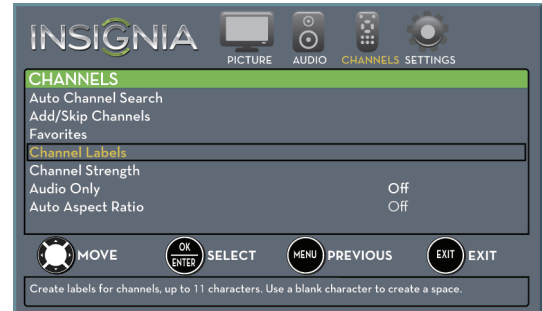 INSIGNIA
PICTURE AUDIO CHANNELS SETTINGS
CHANNELS
Auto Channel Search
Add/Skip Channels
Favorites
Channel Labels
Channel Strength
Audio Only Off
Auto Aspect Ratio Off
MOVE OK ENTER SELECT MENU PREVIOUS EXIT EXIT
Create labels for channels, up to 11 characters. Use a blank character to create a space.